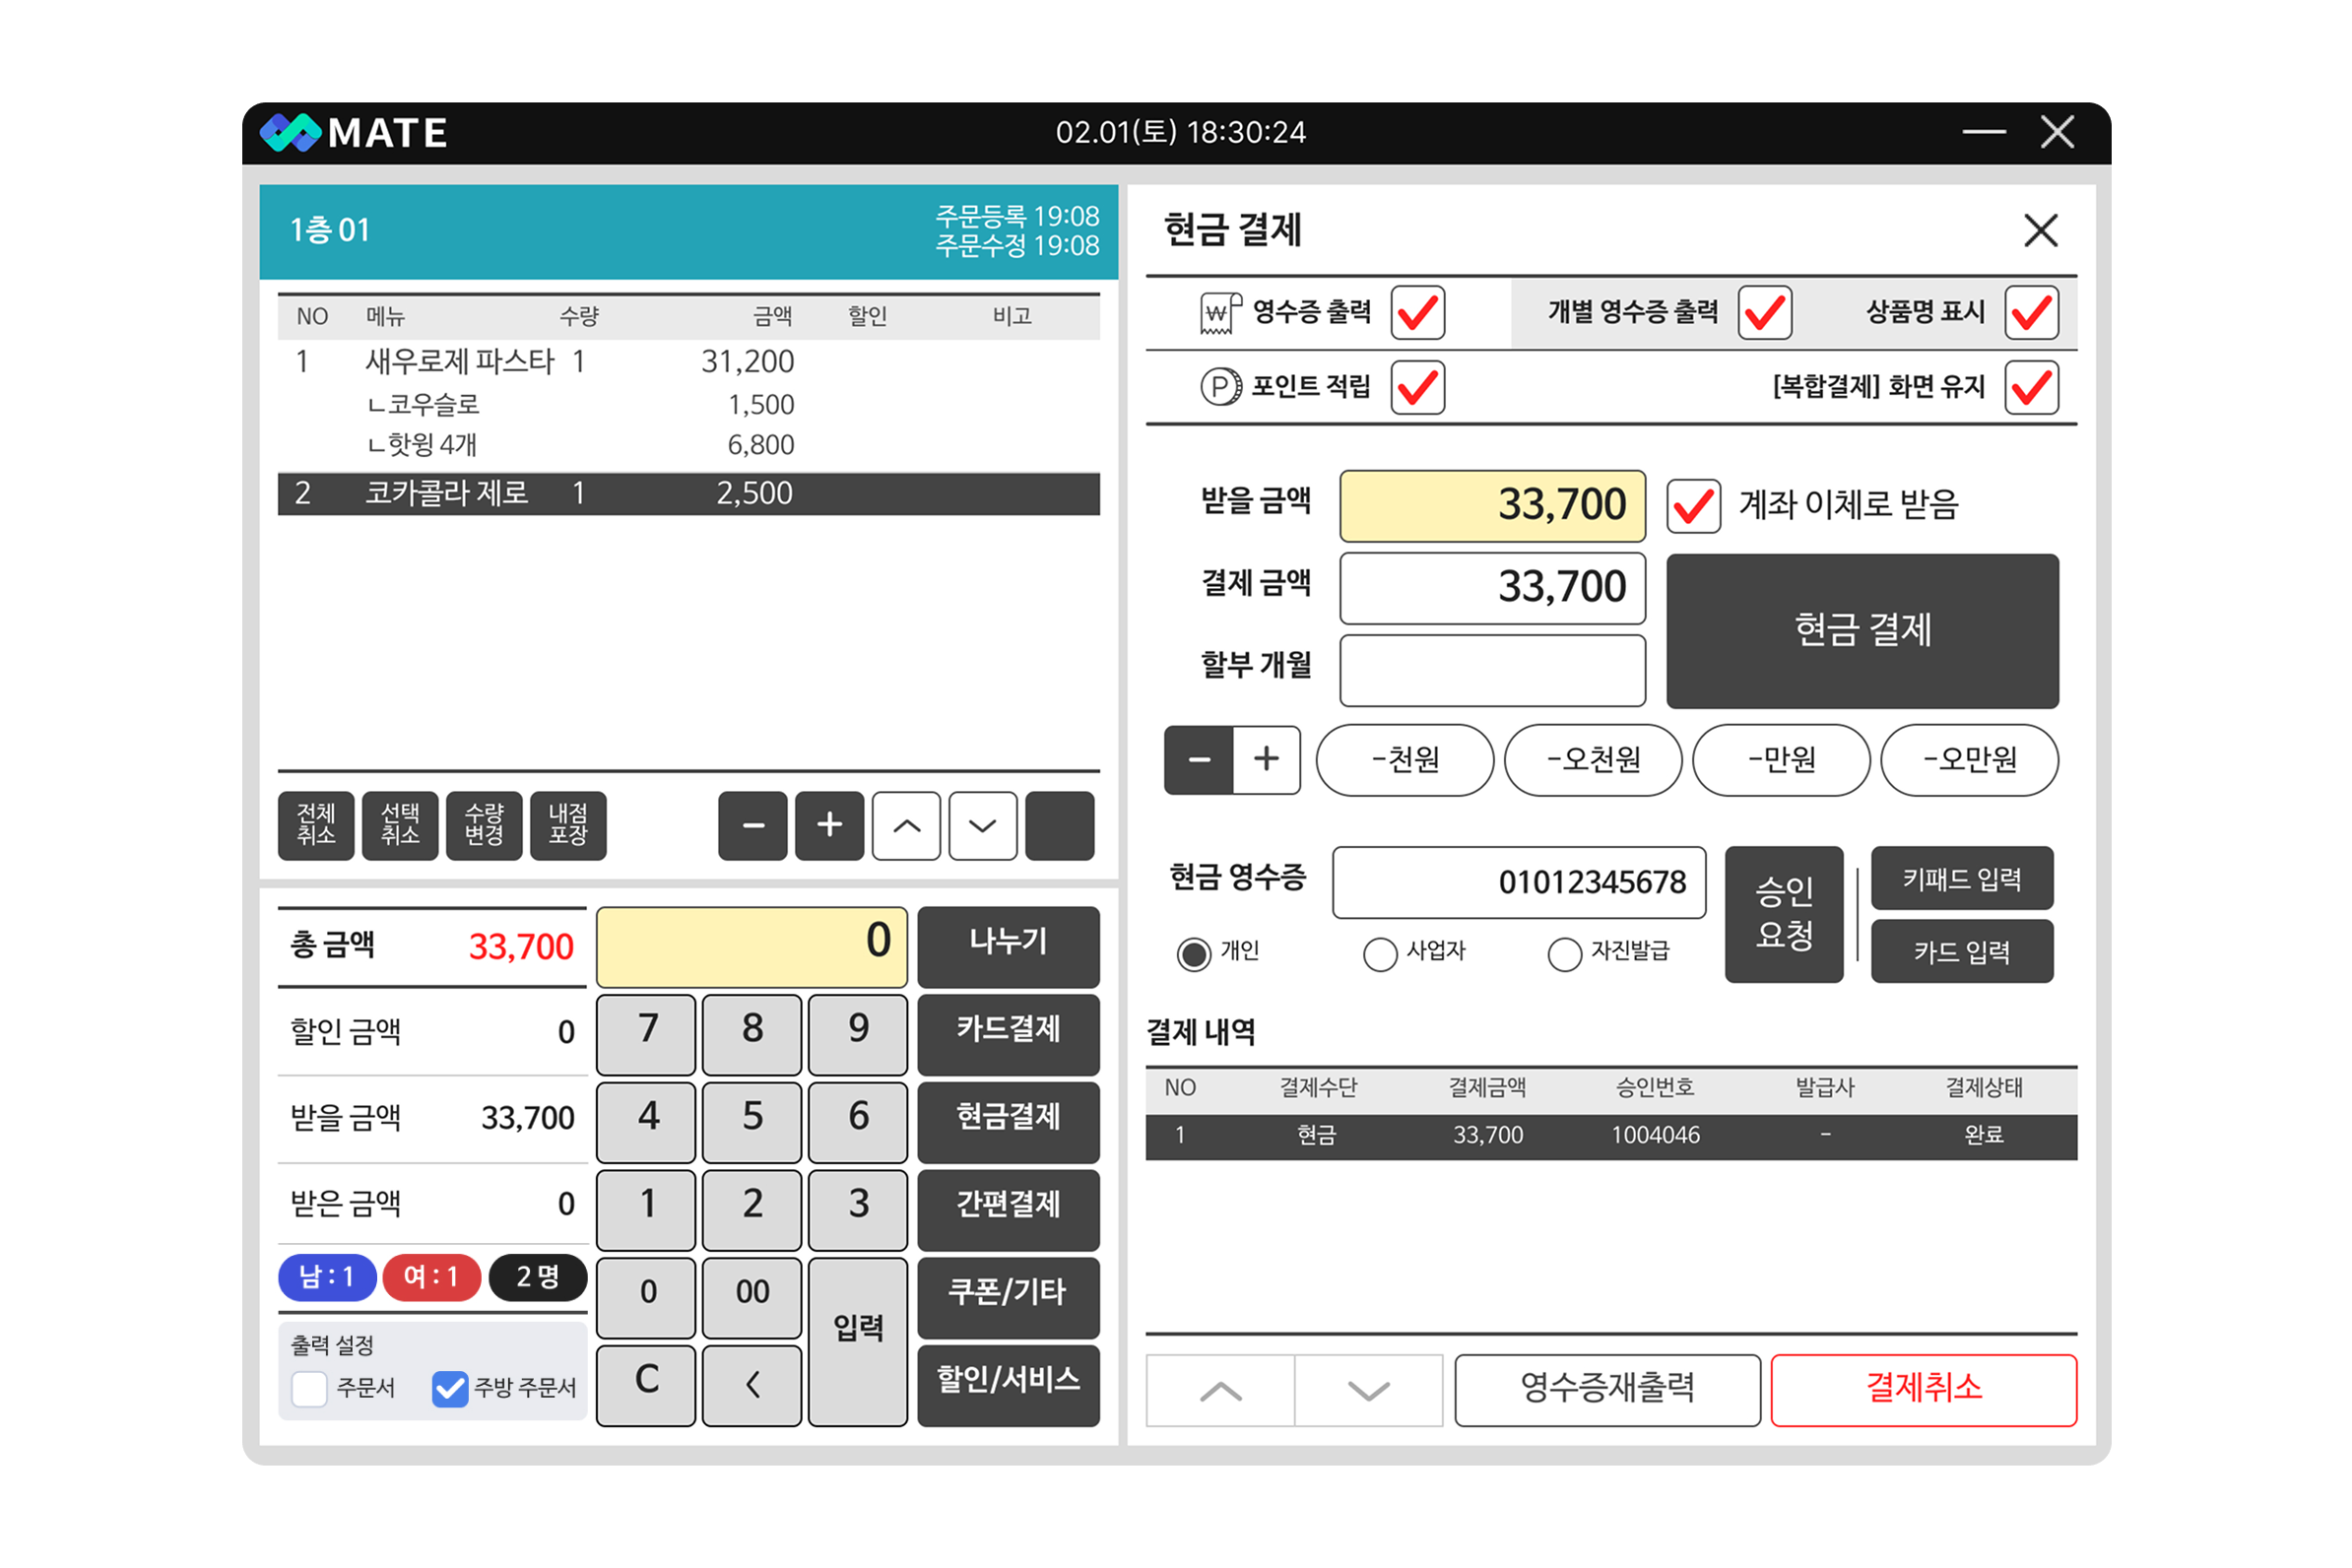 MATE
02.01(토) 18:30:24
1층 01
주문등록 19:08
주문수정 19:08
NO 메뉴 수량 금액 할인 비고
1 새우로제 파스타 1 31,200
ㄴ코우슬로 1,500
ㄴ핫윙 4개 6,800
2 코카콜라 제로 1 2,500
전체
취소
선택
취소
수량
변경
내점
포장
- +
총 금액 33,700
할인 금액 0
받을 금액 33,700
받은 금액 0
남 : 1 여 : 1 2 명
출력 설정
주문서 주방 주문서
0
7 8 9
4 5 6
1 2 3
0 00 입력
C <
나누기
카드결제
현금결제
간편결제
쿠폰/기타
할인/서비스
현금 결제
₩ 영수증 출력 개별 영수증 출력 상품명 표시
P 포인트 적립 [복합결제] 화면 유지
받을 금액 33,700 계좌 이체로 받음
결제 금액 33,700
할부 개월
현금 결제
- + -천원 -오천원 -만원 -오만원
현금 영수증 01012345678
개인 사업자 자진발급
승인
요청
키패드 입력
카드 입력
결제 내역
NO 결제수단 결제금액 승인번호 발급사 결제상태
1 현금 33,700 1004046 - 완료
영수증재출력 결제취소